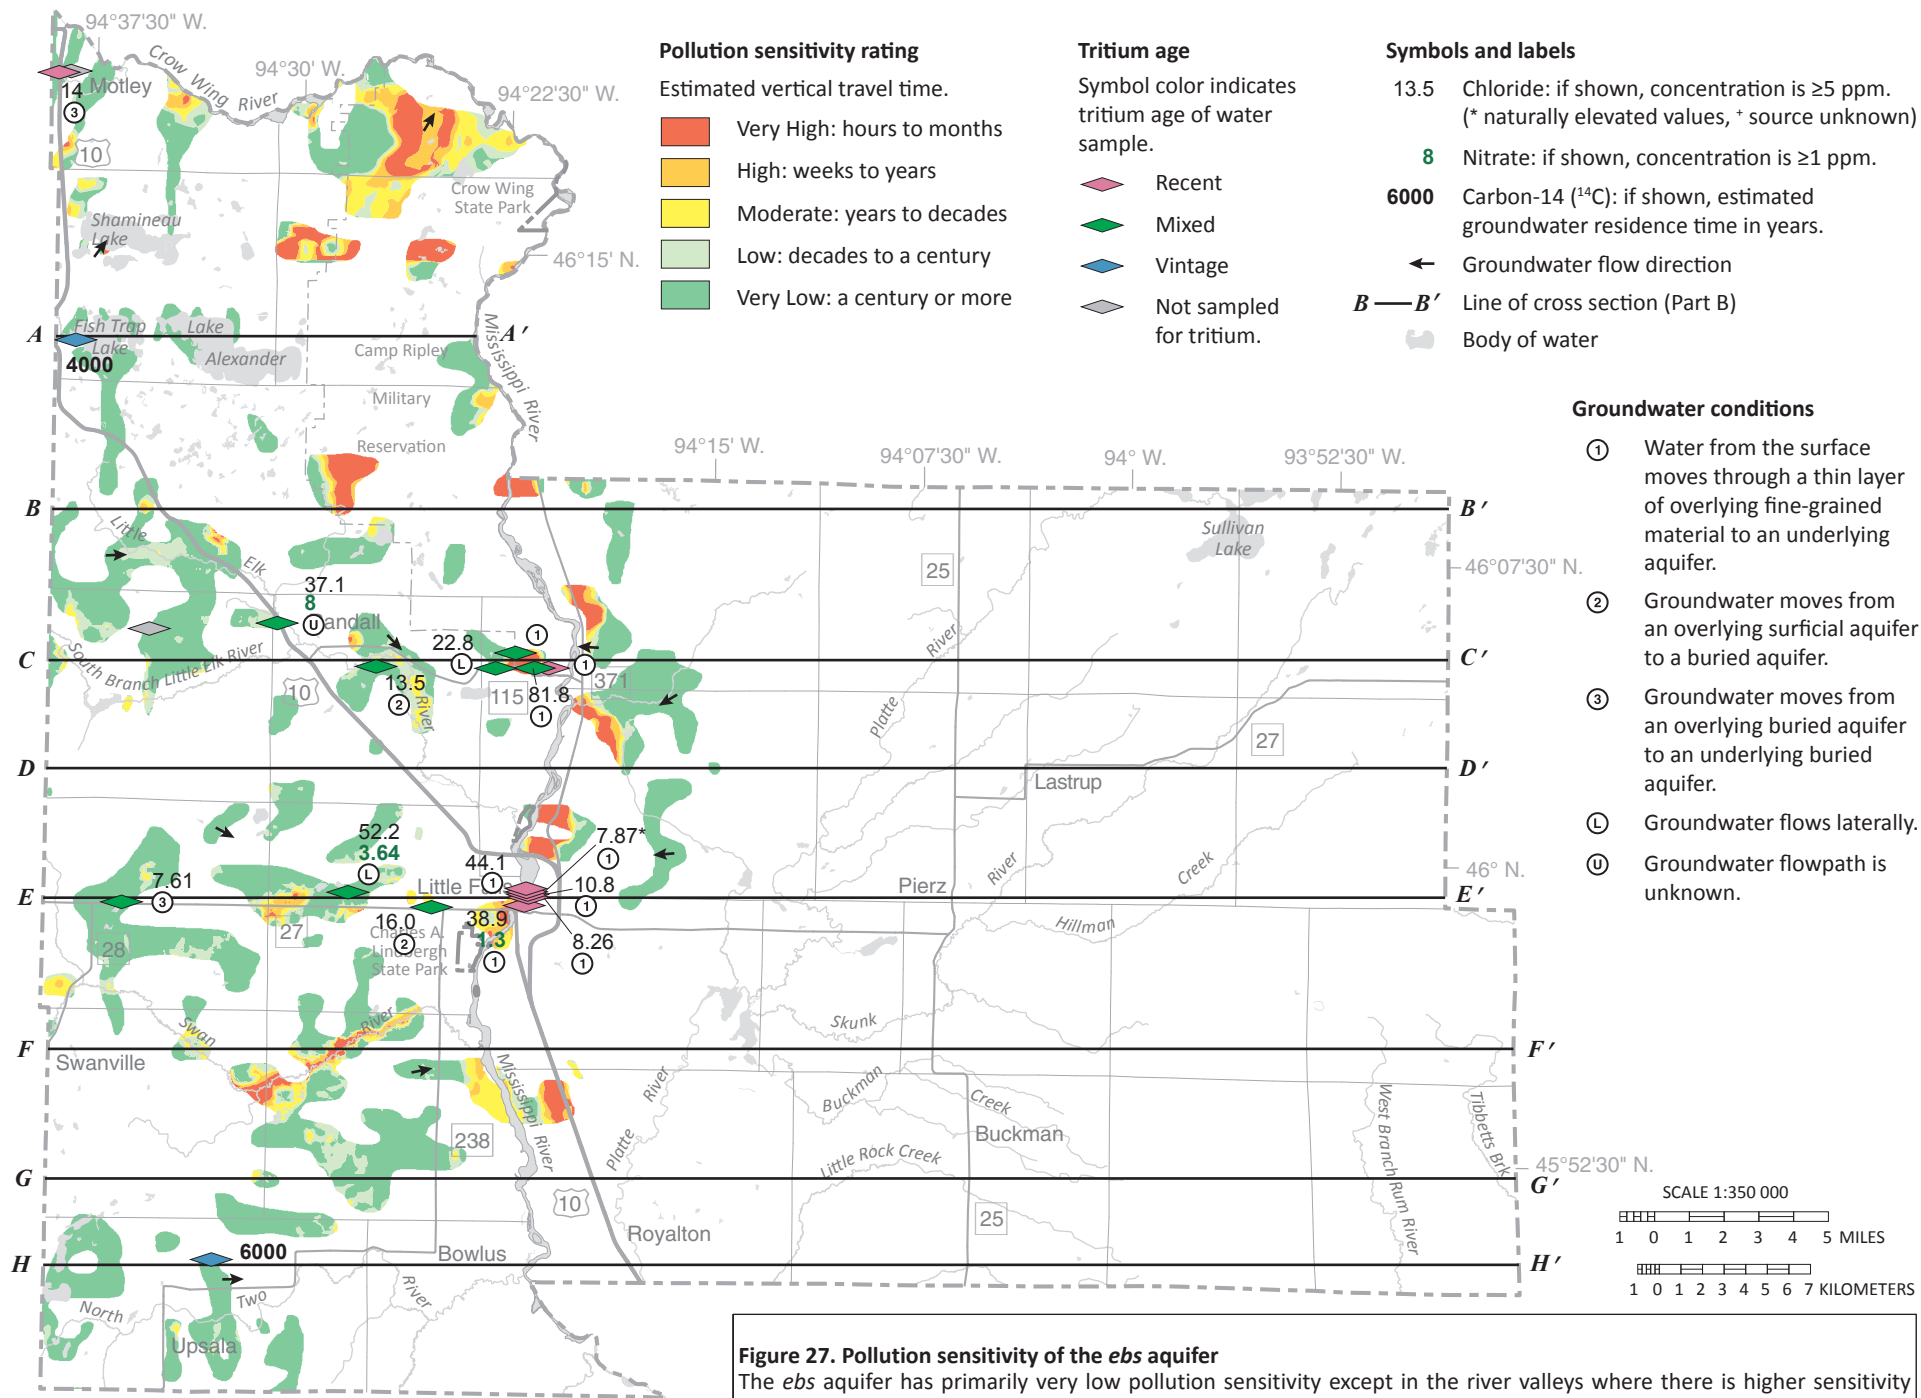 94°37'30" W.
94°30' W.
94°22'30" W.
Crow Wing River
Motley
14
3
10
Shamineau
Lake
Crow Wing
State Park
46°15' N.
Pollution sensitivity rating
Estimated vertical travel time.
Very High: hours to months
High: weeks to years
Moderate: years to decades
Low: decades to a century
Very Low: a century or more
Tritium age
Symbol color indicates
tritium age of water
sample.
Recent
Mixed
Vintage
Not sampled
for tritium.
Symbols and labels
13.5 Chloride: if shown, concentration is ≥5 ppm.
(* naturally elevated values, + source unknown)
8 Nitrate: if shown, concentration is ≥1 ppm.
6000 Carbon-14 (14C): if shown, estimated
groundwater residence time in years.
Groundwater flow direction
B B′ Line of cross section (Part B)
Body of water
Groundwater conditions
1 Water from the surface
moves through a thin layer
of overlying fine-grained
material to an underlying
aquifer.
2 Groundwater moves from
an overlying surficial aquifer
to a buried aquifer.
3 Groundwater moves from
an overlying buried aquifer
to an underlying buried
aquifer.
L Groundwater flows laterally.
U Groundwater flowpath is
unknown.
A A′
Fish Trap
Lake
Lake
Alexander
4000
Camp Ripley
Military
Reservation
Mississippi River
94°15' W.
94°07'30" W.
94° W.
93°52'30" W.
B B′
Little
Elk
River
Sullivan
Lake
25
46°07'30" N.
37.1
8
U
andall
22.8
L
1
C C′
South Branch Little Elk River
10
13.5
2
115
81.8
1
1
371
Platte
River
27
D D′
Lastrup
52.2
3.64
L
44.1
1
7.87*
1
Little Falls
10.8
1
7.61
3
E E′
46° N.
Pierz
River
Creek
Hillman
28
27
16.0
2
Charles A.
Lindbergh
State Park
38.9
1.3
1
8.26
1
Swan
River
Skunk
F F′
Swanville
Mississippi River
Platte
River
Buckman
Creek
Buckman
238
Little Rock Creek
West Branch Rum River
Tibbetts Brk
G G′
45°52'30" N.
10
25
Royalton
6000
Bowlus
H H′
North
Two
River
Upsala
SCALE 1:350 000
1 0 1 2 3 4 5 MILES
1 0 1 2 3 4 5 6 7 KILOMETERS
Figure 27. Pollution sensitivity of the ebs aquifer
The ebs aquifer has primarily very low pollution sensitivity except in the river valleys where there is higher sensitivity